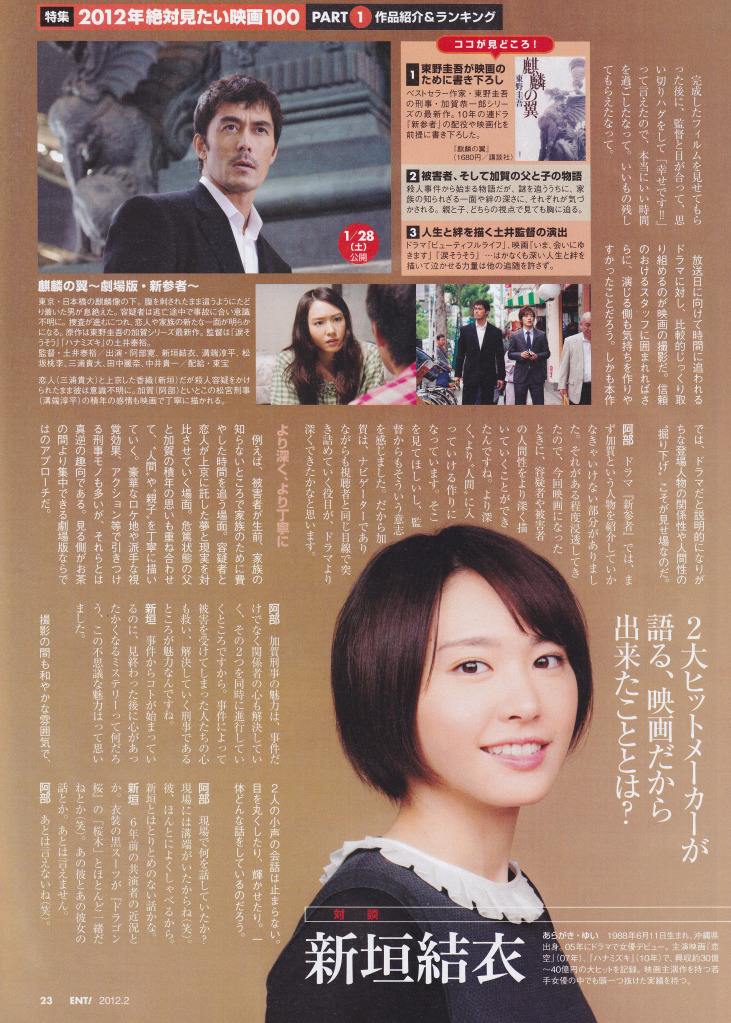 特集 2012年絶対見たい映画100 PART 1 作品紹介&ランキング
ココが見どころ!
1 東野圭吾が映画の
ために書き下ろし
ベストセラー作家・東野圭吾
の刑事・加賀恭一郎シリー
ズの最新作。10年の連ドラ
『新参者』の配役や映画化を
前提に書き下ろした。
『麒麟の翼』
(1680円/講談社)
麒麟の翼
東野圭吾
2 被害者、そして加賀の父と子の物語
殺人事件から始まる物語だが、謎を追ううちに、家
族の知られざる一面や絆の深さに、それぞれが気づ
かされる。親と子、どちらの視点で見ても胸に迫る。
3 人生と絆を描く土井監督の演出
ドラマ『ビューティフルライフ』、映画『いま、会いにゆ
きます』『涙そうそう』…はかなくも深い人生と絆を
描いて泣かせる力量は他の追随を許さず。
1/28
(土)
公開
麒麟の翼~劇場版・新参者~
東京・日本橋の麒麟像の下。腹を刺されたまま這うようにたど
り着いた男が息絶えた。容疑者は逃亡途中で事故に合い意識
不明に。捜査が進むにつれ、恋人や家族の新たな一面が明らか
になる。原作は東野圭吾の加賀シリーズ最新作。監督は『涙そ
うそう』『ハナミズキ』の土井泰裕。
監督・土井泰裕/出演・阿部寛、新垣結衣、溝端淳平、松
坂桃李、三浦貴大、田中麗奈、中井貴一/配給・東宝
恋人(三浦貴大)と上京した香織(新垣)だが殺人容疑をかけ
られたまま彼は意識不明に。加賀(阿部)といとこの松宮刑事
(溝端淳平)の積年の感情も映画で丁寧に描かれる。
完成したフィルムを見せてもら
った後に、監督と目が合って、思
い切りハグをして「幸せです!!」
って言えたので、本当にいい時間
を過ごしたなって。いいもの残し
てもらえたなって。
放送日に向けて時間に追われる
ドラマに対し、比較的じっくり取
り組めるのが映画の撮影だ。信頼
のおけるスタッフに囲まれればさ
らに、演じる側も気持ちを作りや
すかったことだろう。しかも本作
では、ドラマだと説明的になりが
ちな登場人物の関係性や人間性の
“掘り下げ”こそが見せ場なのだ。
阿部 ドラマ『新参者』では、ま
ず加賀という人物を紹介していか
なきゃいけない部分がありまし
た。それがある程度浸透してき
たので、今回映画になった
ときに、容疑者や被害者
の人間性をより深く描
いていくことができ
たんですね。より深
く、より“人間”に入
っていける作りに
なっています。そこ
を見てほしいし、監
督からもそういう意志
を感じました。だから加
賀は、ナビゲーターであり
ながらも視聴者と同じ目線で突
き詰めていく役目が、ドラマより
深くできたかなと思います。
より深く、より丁寧に
例えば、被害者が生前、家族の
知らないところで家族のために費
やした時間を追う場面。容疑者と
恋人が上京に託した夢と現実を対
比させていく場面。危篤状態の父
と加賀の積年の思いも重ね合わせ
て、“人間”や“親子”を丁寧に描い
ていく。豪華なロケ地や派手な視
覚効果、アクション等で引きつけ
る刑事モノも多いが、それらとは
真逆の趣向である。見る側がお茶
の間より集中できる劇場版ならで
はのアプローチだ。
阿部 加賀刑事の魅力は、事件だ
けでなく関係者の心も解決してい
く、その2つを同時に進行してい
くところですから。事件によって
被害を受けてしまった人たちの心
も救い、解決していく刑事である
ところが魅力なんですね。
新垣 事件からコトが始まってい
るのに、見終わった後に心があっ
たかくなるミステリーって何だろ
う、この不思議な魅力はって思い
ました。
撮影の間も和やかな雰囲気で、
2人の小声の会話は止まらない。
目を丸くしたり、輝かせたり。一
体どんな話をしているのだろう。
阿部 現場で何を話していたか?
現場には溝端がいたからね(笑)。
彼、ほんとによくしゃべるから。
新垣とはとりとめのない話かな。
新垣 6年前の共演者の近況と
か。衣装の黒スーツが、『ドラゴン
桜』の「桜木」とほとんど一緒だ
ねとか(笑)。あの彼とあの彼女の
話とか。あとは言えません。
阿部 あとは言えないね(笑)。
2大ヒットメーカーが
語る、映画だから
出来たこととは?
対談
新垣結衣
あらがき・ゆい 1988年6月11日生まれ、沖縄県
出身。05年にドラマで女優デビュー。主演映画『恋
空』(07年)、『ハナミズキ』(10年)で、興収約30億
~40億円の大ヒットを記録。映画主演作を持つ若
手女優の中でも頭一つ抜けた実績を持つ。
23 ENT! 2012.2